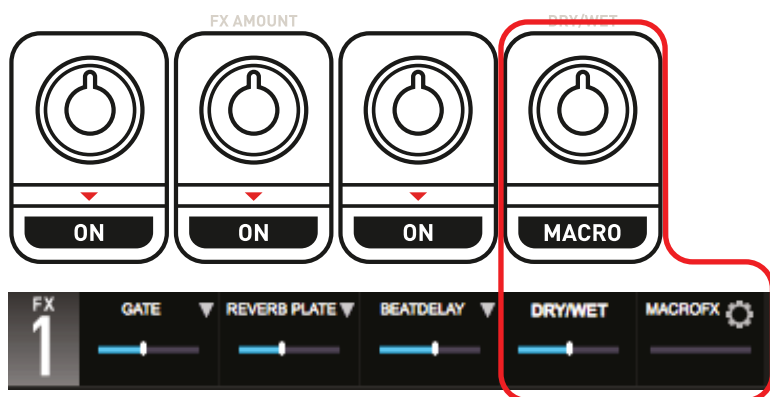 FX AMOUNT
DRY/WET
ON
ON
ON
MACRO
FX
1
GATE
REVERB PLATE
BEATDELAY
DRY/WET
MACROFX